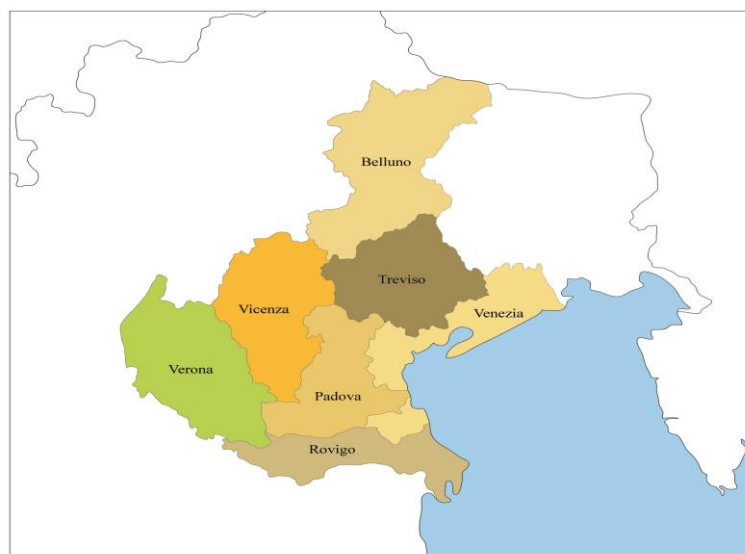 Belluno
Treviso
Vicenza
Venezia
Verona
Padova
Rovigo